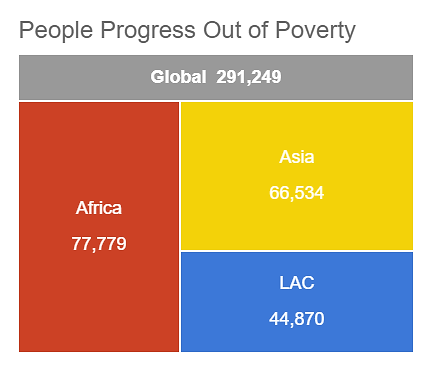 People Progress Out of Poverty
Global 291,249
Africa
77,779
Asia
66,534
LAC
44,870